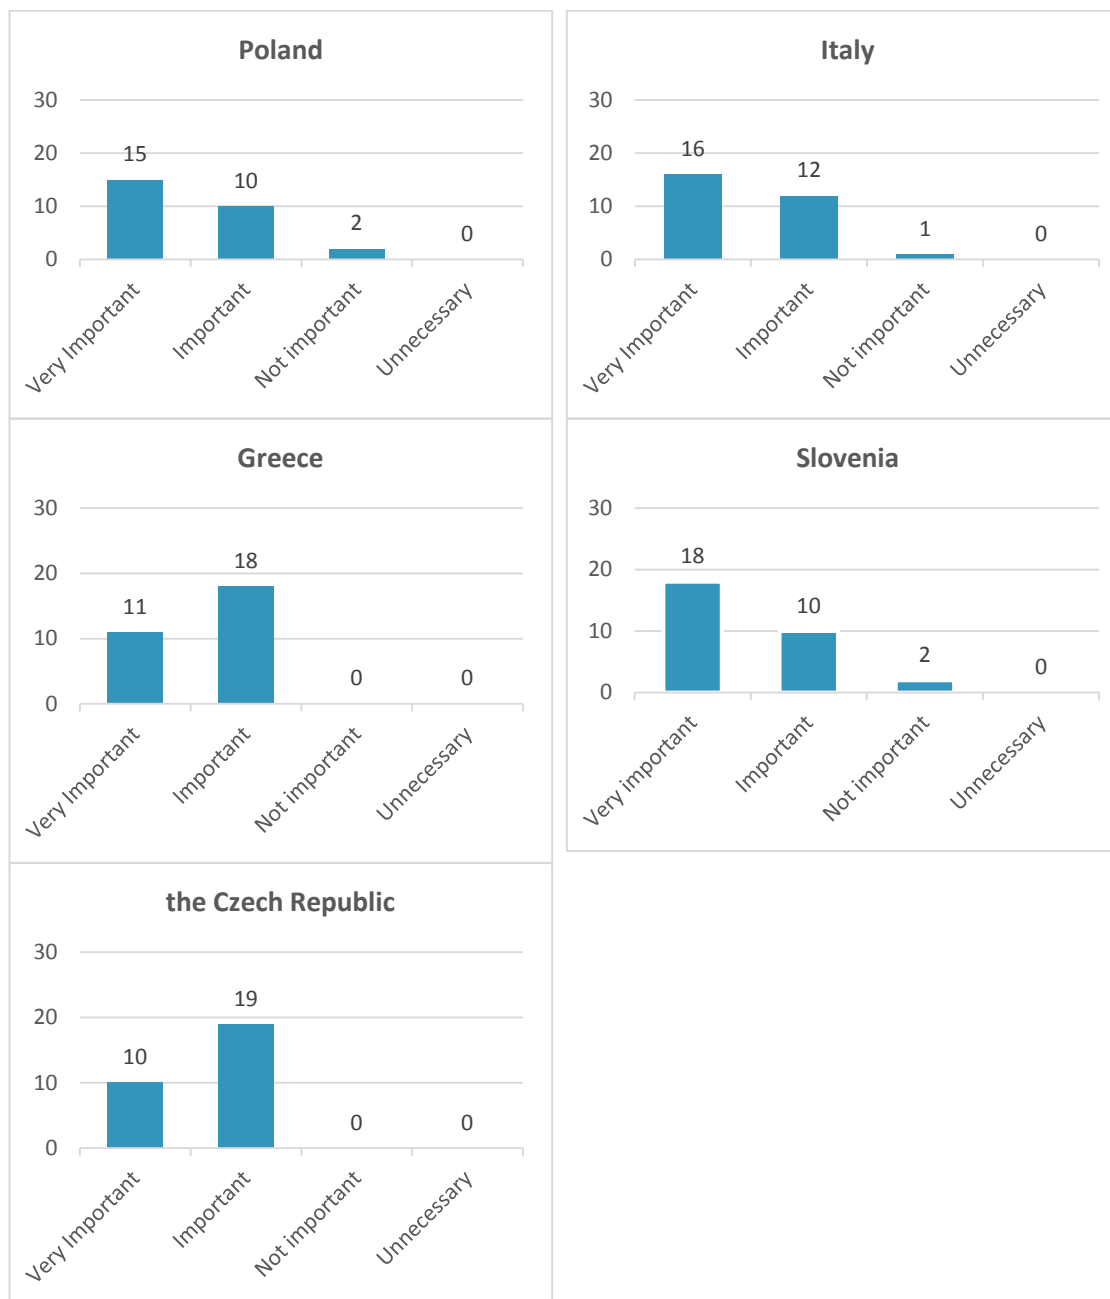 Poland
30
20
10
0
15
10
2
0
Very Important
Important
Not important
Unnecessary
Italy
30
20
10
0
16
12
1
0
Very Important
Important
Not important
Unnecessary
Greece
30
20
10
0
11
18
0
0
Very Important
Important
Not important
Unnecessary
Slovenia
30
20
10
0
18
10
2
0
Very important
Important
Not important
Unnecessary
the Czech Republic
30
20
10
0
10
19
0
0
Very Important
Important
Not important
Unnecessary